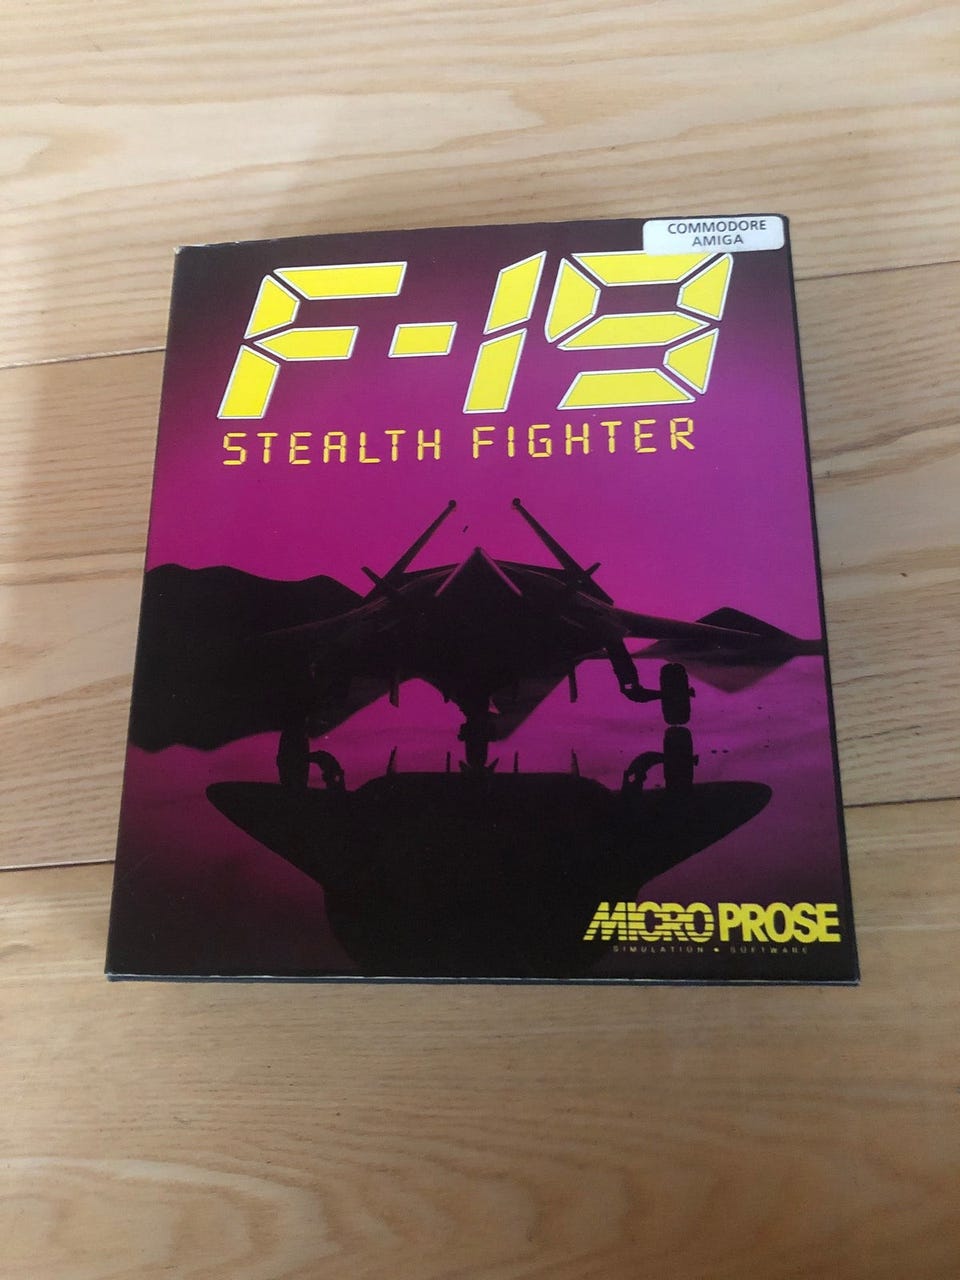 COMMODORE
AMIGA
F-19
STEALTH FIGHTER
MICRO PROSE
SIMULATION • SOFTWARE